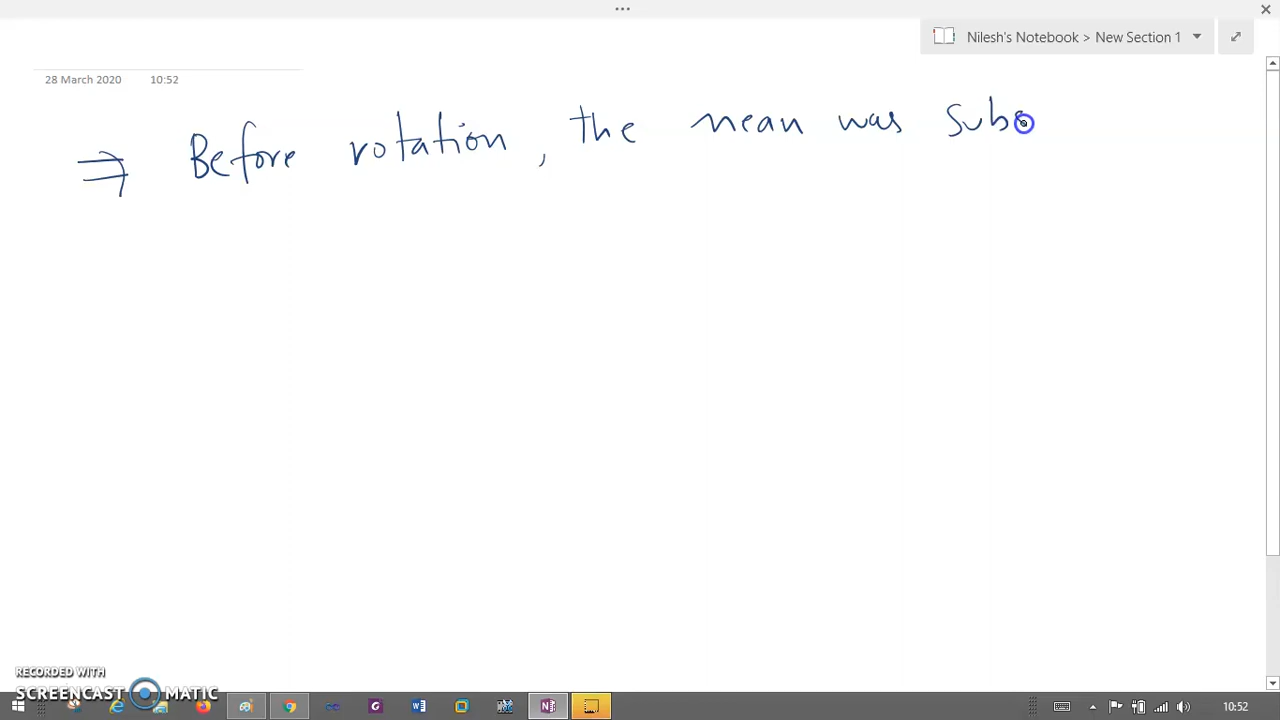 ...
Nilesh's Notebook > New Section 1
28 March 2020 10:52
⇒ Before rotation, the mean was Subs
RECORDED WITH
SCREENCAST MATIC
10:52